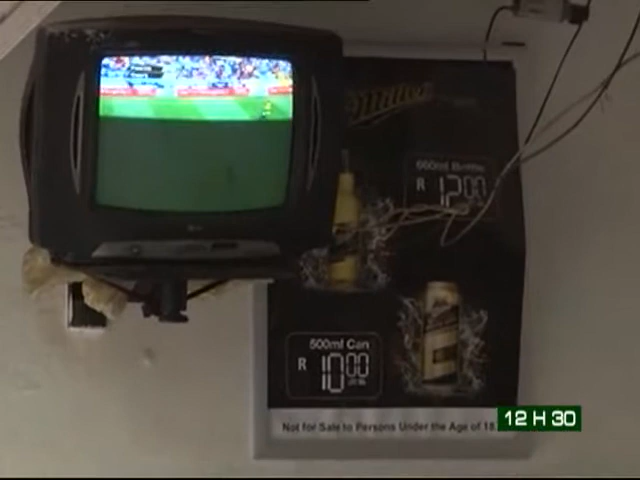 Miller
660ml Bottle
R 12.00
500ml Can
R 10.00
Not for Sale to Persons Under the Age of 18.
12 H 30
LG